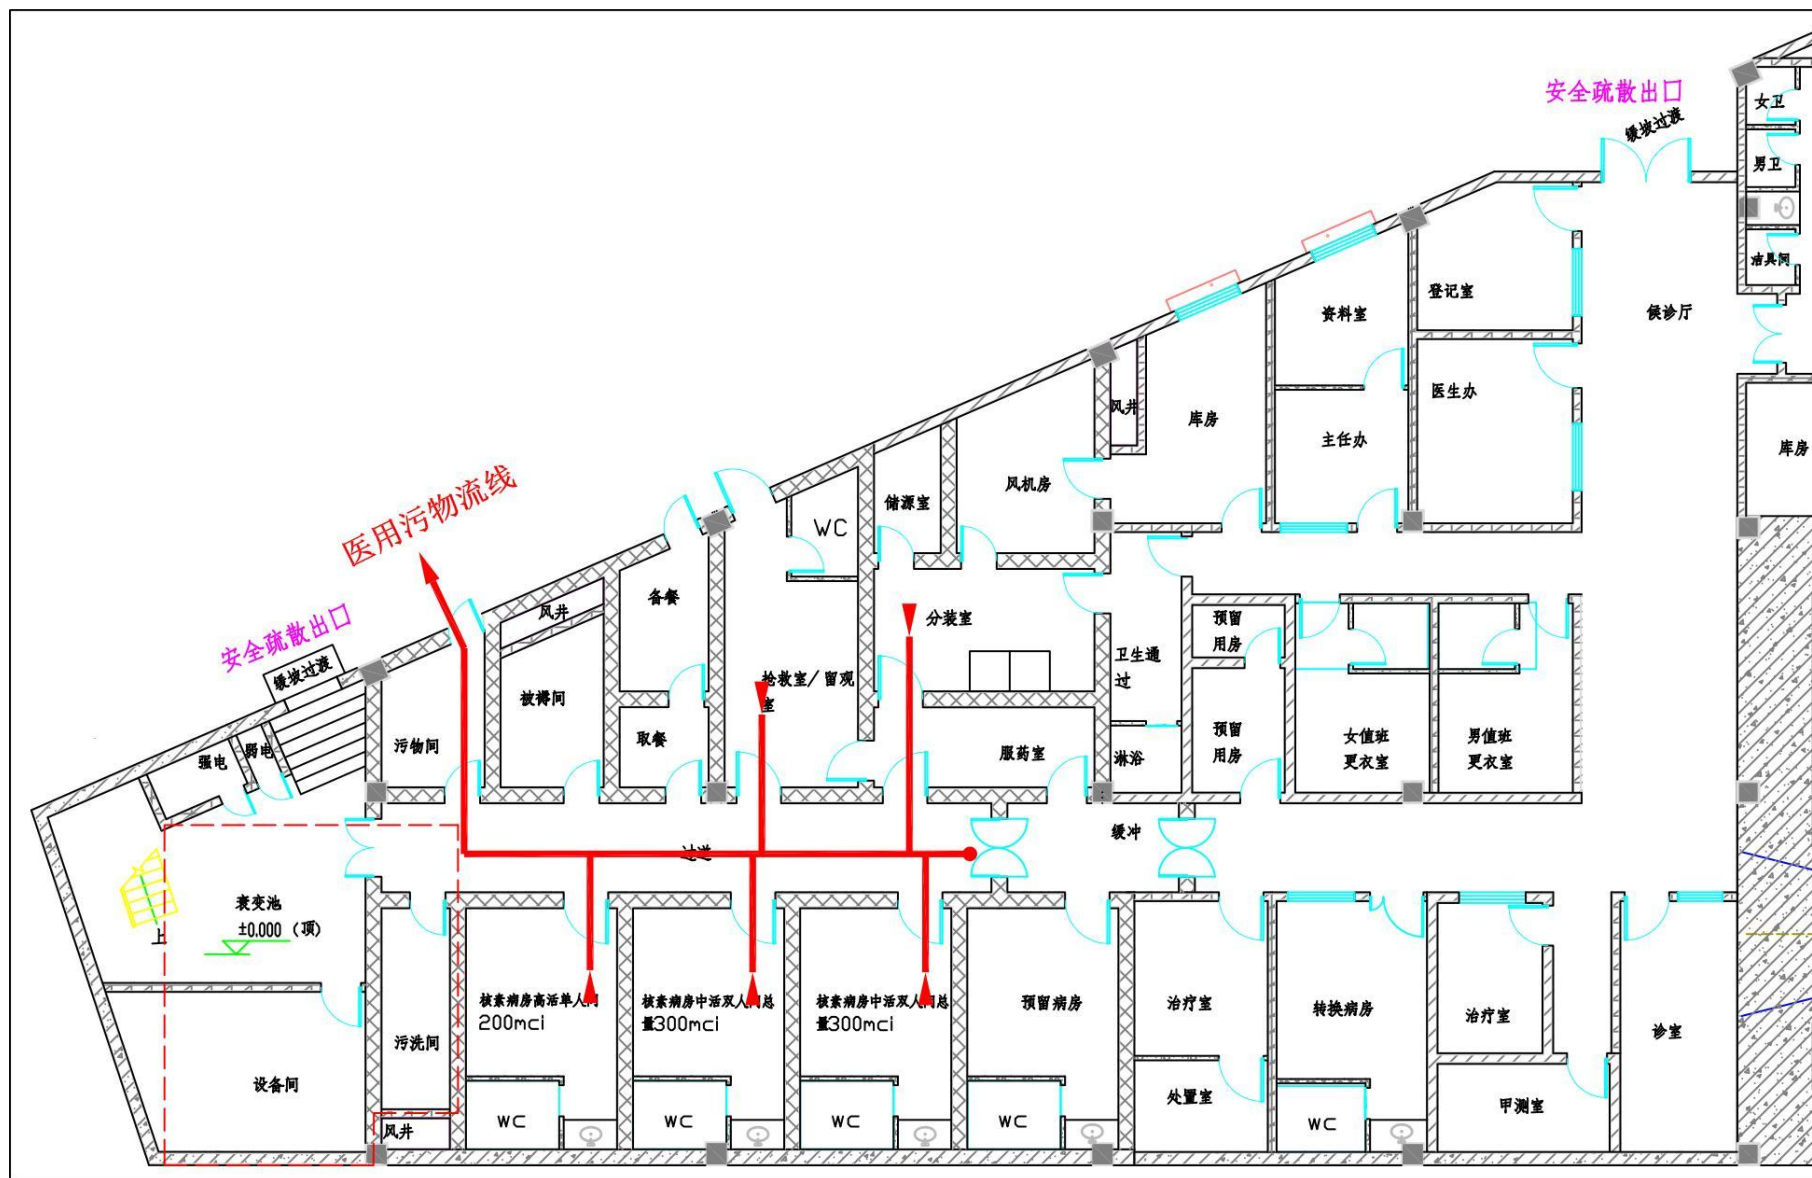 安全疏散出口
缓坡过渡
女卫
男卫
洁具间
登记室
资料室
候诊厅
医生办
主任办
库房
风井
库房
风机房
储源室
WC
医用污物流线
安全疏散出口
缓坡过渡
风井
备餐
分装室
预留
用房
卫生通
过
抢救室/留观
室
被褥间
取餐
污物间
强电
弱电
服药室
淋浴
预留
用房
女值班
更衣室
男值班
更衣室
过道
缓冲
衰变池
±0.000 (顶)
上
核素病房高活单人间
200mci
核素病房中活双人间总
量300mci
核素病房中活双人间总
量300mci
预留病房
治疗室
转换病房
治疗室
诊室
污洗间
设备间
处置室
甲测室
风井
WC
WC
WC
WC
WC